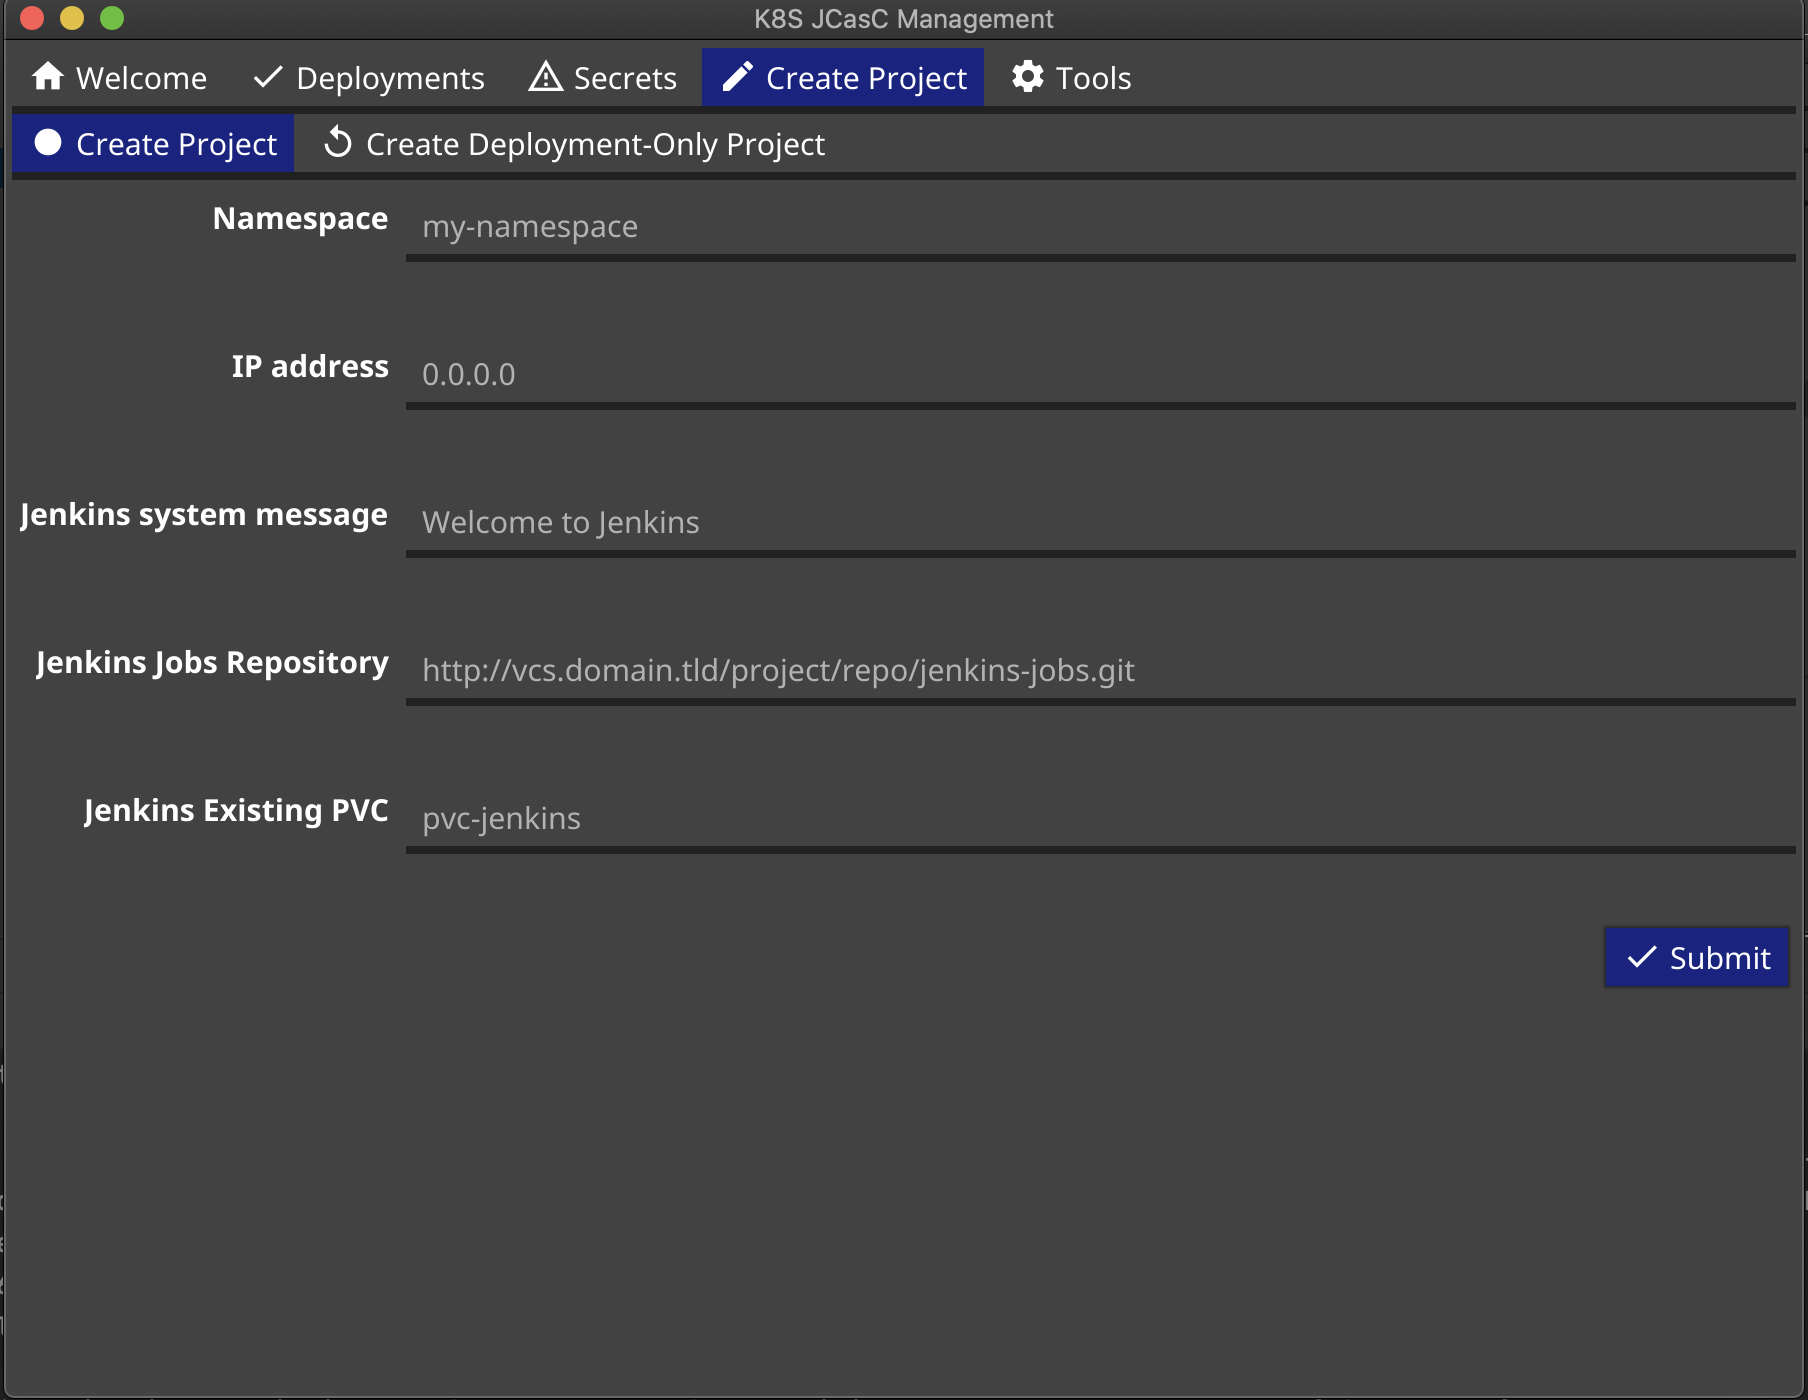 K8S JCasC Management
Welcome Deployments Secrets Create Project Tools
Create Project Create Deployment-Only Project
Namespace my-namespace
IP address 0.0.0.0
Jenkins system message Welcome to Jenkins
Jenkins Jobs Repository http://vcs.domain.tld/project/repo/jenkins-jobs.git
Jenkins Existing PVC pvc-jenkins
Submit